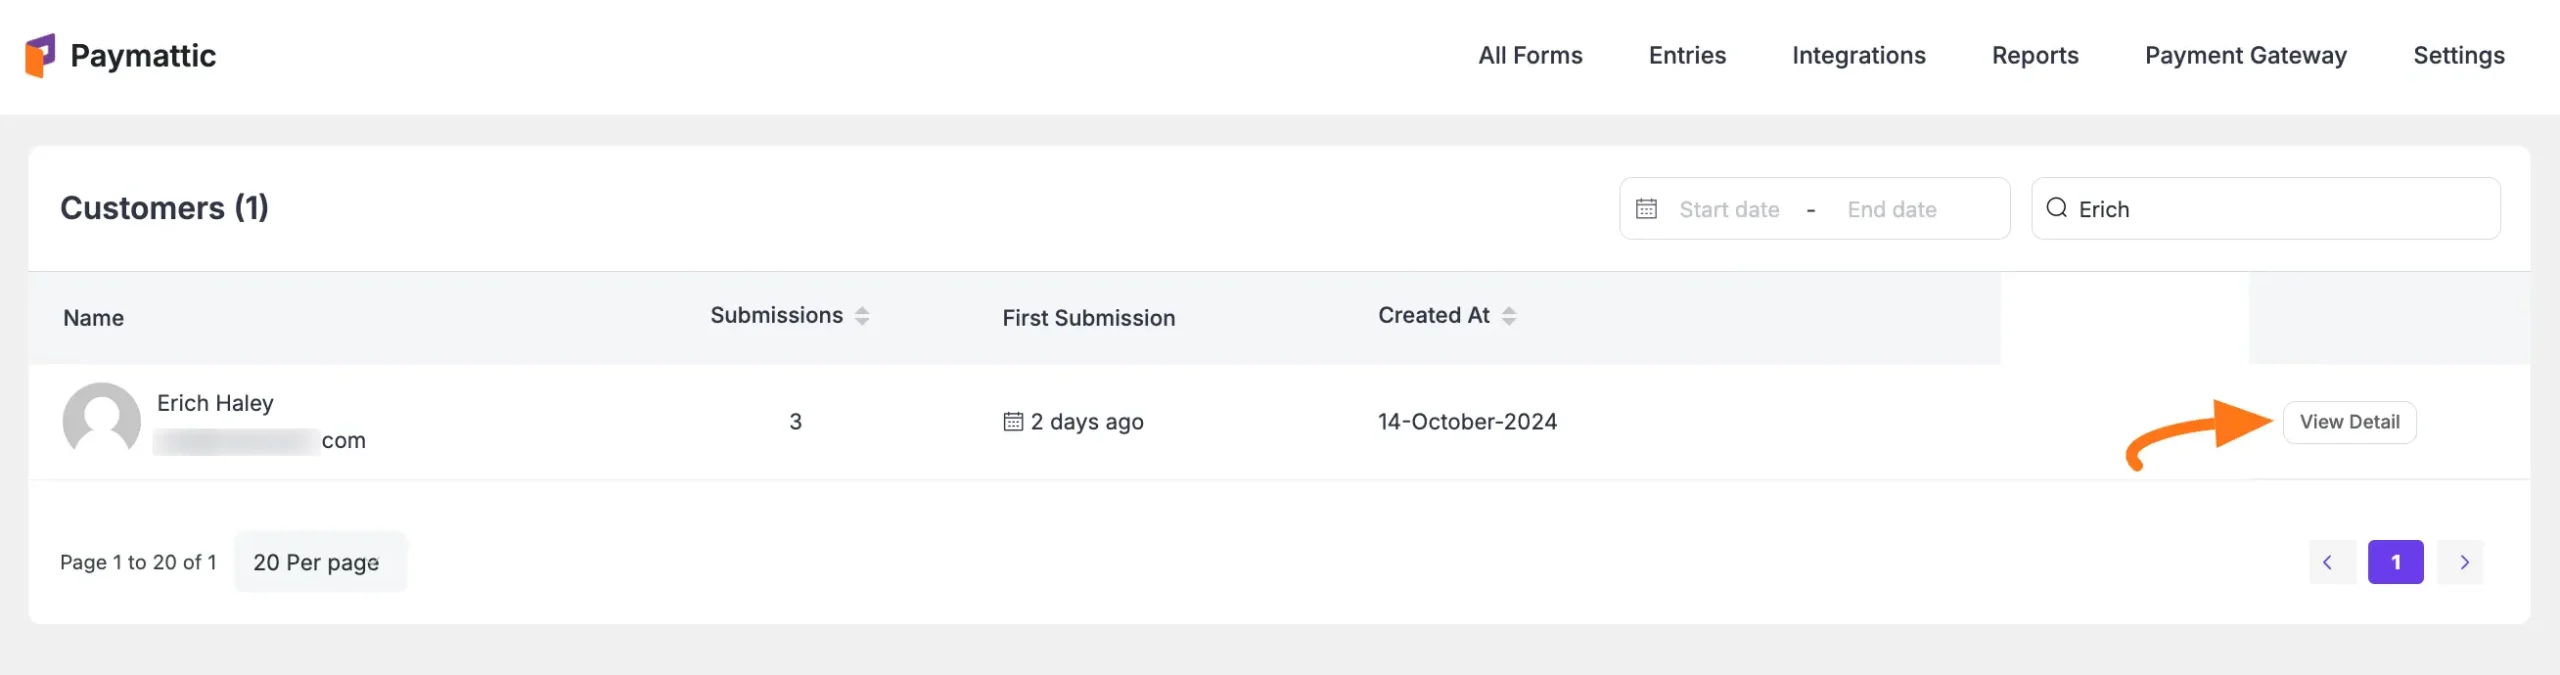 Paymattic
All Forms Entries Integrations Reports Payment Gateway Settings
Customers (1)
Start date - End date
Erich
Name Submissions First Submission Created At
Erich Haley
com
3
2 days ago
14-October-2024
View Detail
Page 1 to 20 of 1
20 Per page
1